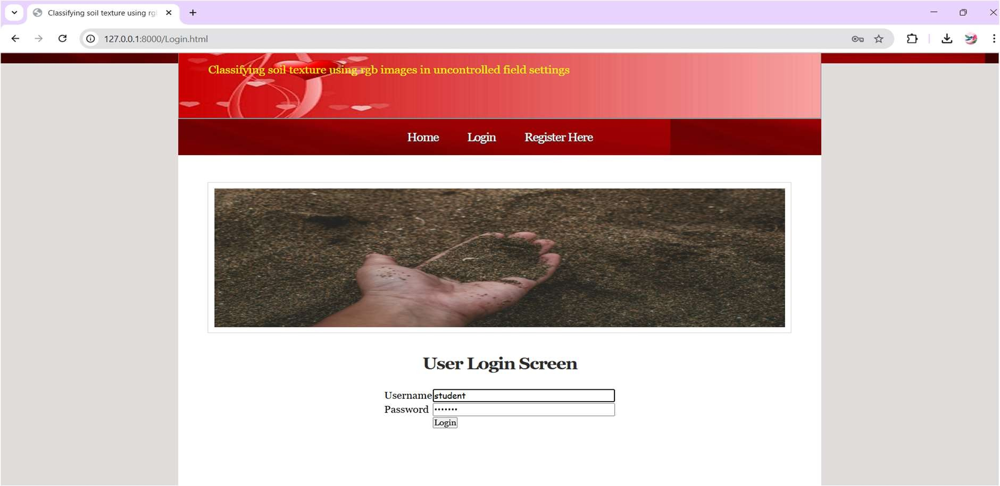 Classifying soil texture using rg
127.0.0.1:8000/Login.html
Classifying soil texture using rgb images in uncontrolled field settings
Home Login Register Here
User Login Screen
Username student
Password •••••••
Login